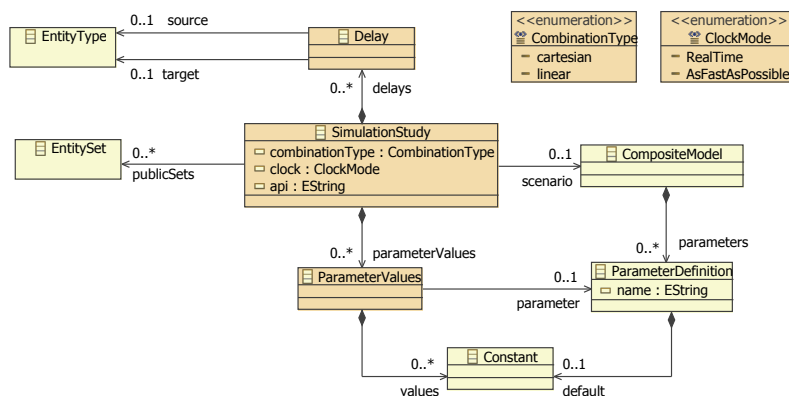 0..1 source
<<enumeration>>
<<enumeration>>
EntityType
Delay
CombinationType
ClockMode
cartesian
RealTime
0..1 target
linear
AsFastAsPossible
0..* delays
SimulationStudy
EntitySet
0..*
combinationType : CombinationType
0..1
CompositeModel
clock : ClockMode
publicSets
api : EString
scenario
0..* parameterValues
0..* parameters
ParameterValues
0..1
ParameterDefinition
name : EString
parameter
0..*
Constant
0..1
values
default